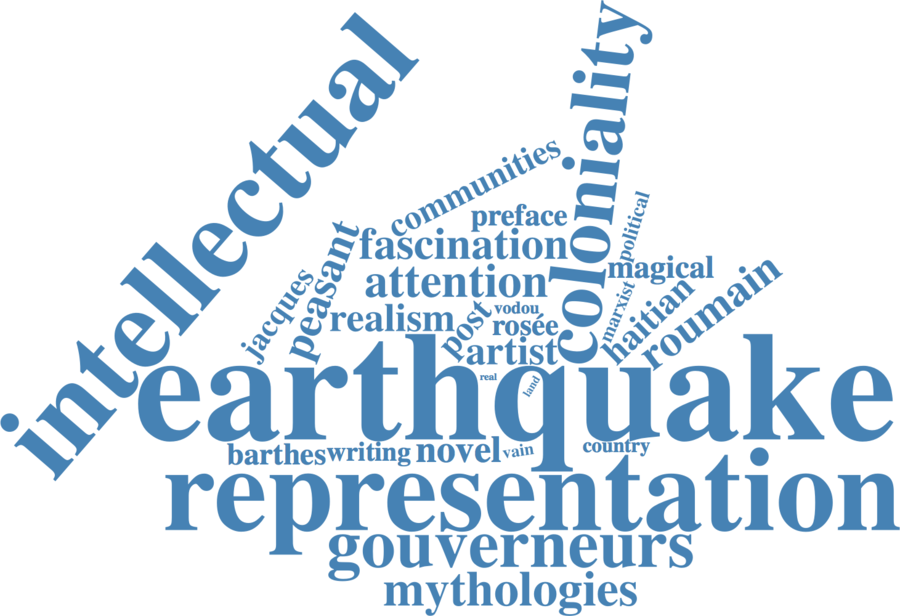 intellectual
coloniality
communities
preface
fascination
political
peasant
jacques
attention
magical
marxist
haitian
roumain
realism
post
vodou
rosée
artist
earthquake
real
land
barthes
writing
novel
vain
country
representation
gouverneurs
mythologies